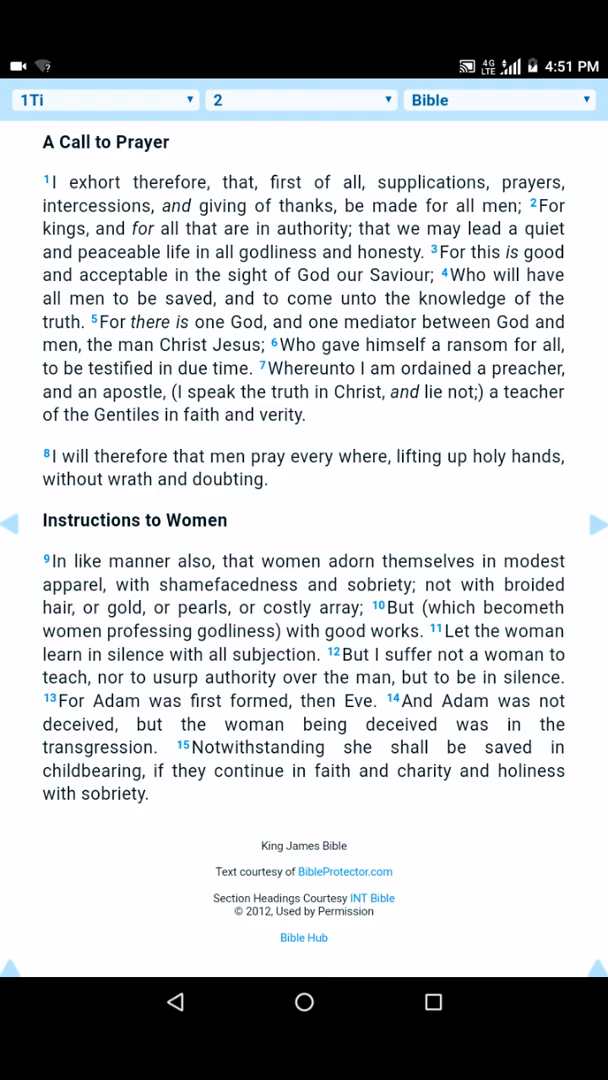 4G
LTE
4:51 PM
1Ti
2
Bible
A Call to Prayer
1I exhort therefore, that, first of all, supplications, prayers,
intercessions, and giving of thanks, be made for all men; 2For
kings, and for all that are in authority; that we may lead a quiet
and peaceable life in all godliness and honesty. 3For this is good
and acceptable in the sight of God our Saviour; 4Who will have
all men to be saved, and to come unto the knowledge of the
truth. 5For there is one God, and one mediator between God and
men, the man Christ Jesus; 6Who gave himself a ransom for all,
to be testified in due time. 7Whereunto I am ordained a preacher,
and an apostle, (I speak the truth in Christ, and lie not;) a teacher
of the Gentiles in faith and verity.
8I will therefore that men pray every where, lifting up holy hands,
without wrath and doubting.
Instructions to Women
9In like manner also, that women adorn themselves in modest
apparel, with shamefacedness and sobriety; not with broided
hair, or gold, or pearls, or costly array; 10But (which becometh
women professing godliness) with good works. 11Let the woman
learn in silence with all subjection. 12But I suffer not a woman to
teach, nor to usurp authority over the man, but to be in silence.
13For Adam was first formed, then Eve. 14And Adam was not
deceived, but the woman being deceived was in the
transgression. 15Notwithstanding she shall be saved in
childbearing, if they continue in faith and charity and holiness
with sobriety.
King James Bible
Text courtesy of BibleProtector.com
Section Headings Courtesy INT Bible
© 2012, Used by Permission
Bible Hub